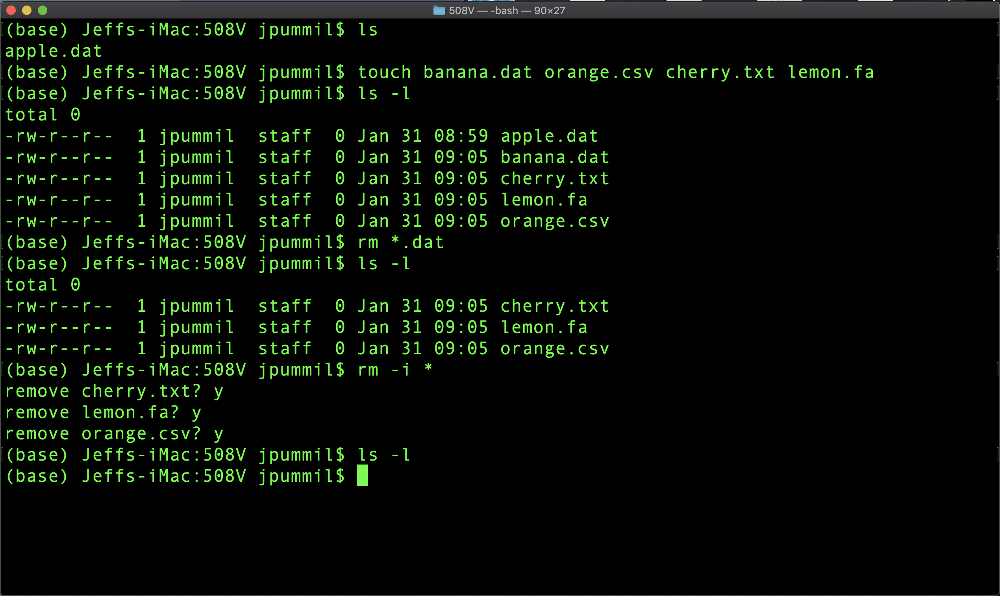 508V — -bash — 90×27
(base) Jeffs-iMac:508V jpummil$ ls
apple.dat
(base) Jeffs-iMac:508V jpummil$ touch banana.dat orange.csv cherry.txt lemon.fa
(base) Jeffs-iMac:508V jpummil$ ls -l
total 0
-rw-r--r--  1 jpummil  staff  0 Jan 31 08:59 apple.dat
-rw-r--r--  1 jpummil  staff  0 Jan 31 09:05 banana.dat
-rw-r--r--  1 jpummil  staff  0 Jan 31 09:05 cherry.txt
-rw-r--r--  1 jpummil  staff  0 Jan 31 09:05 lemon.fa
-rw-r--r--  1 jpummil  staff  0 Jan 31 09:05 orange.csv
(base) Jeffs-iMac:508V jpummil$ rm *.dat
(base) Jeffs-iMac:508V jpummil$ ls -l
total 0
-rw-r--r--  1 jpummil  staff  0 Jan 31 09:05 cherry.txt
-rw-r--r--  1 jpummil  staff  0 Jan 31 09:05 lemon.fa
-rw-r--r--  1 jpummil  staff  0 Jan 31 09:05 orange.csv
(base) Jeffs-iMac:508V jpummil$ rm -i *
remove cherry.txt? y
remove lemon.fa? y
remove orange.csv? y
(base) Jeffs-iMac:508V jpummil$ ls -l
(base) Jeffs-iMac:508V jpummil$